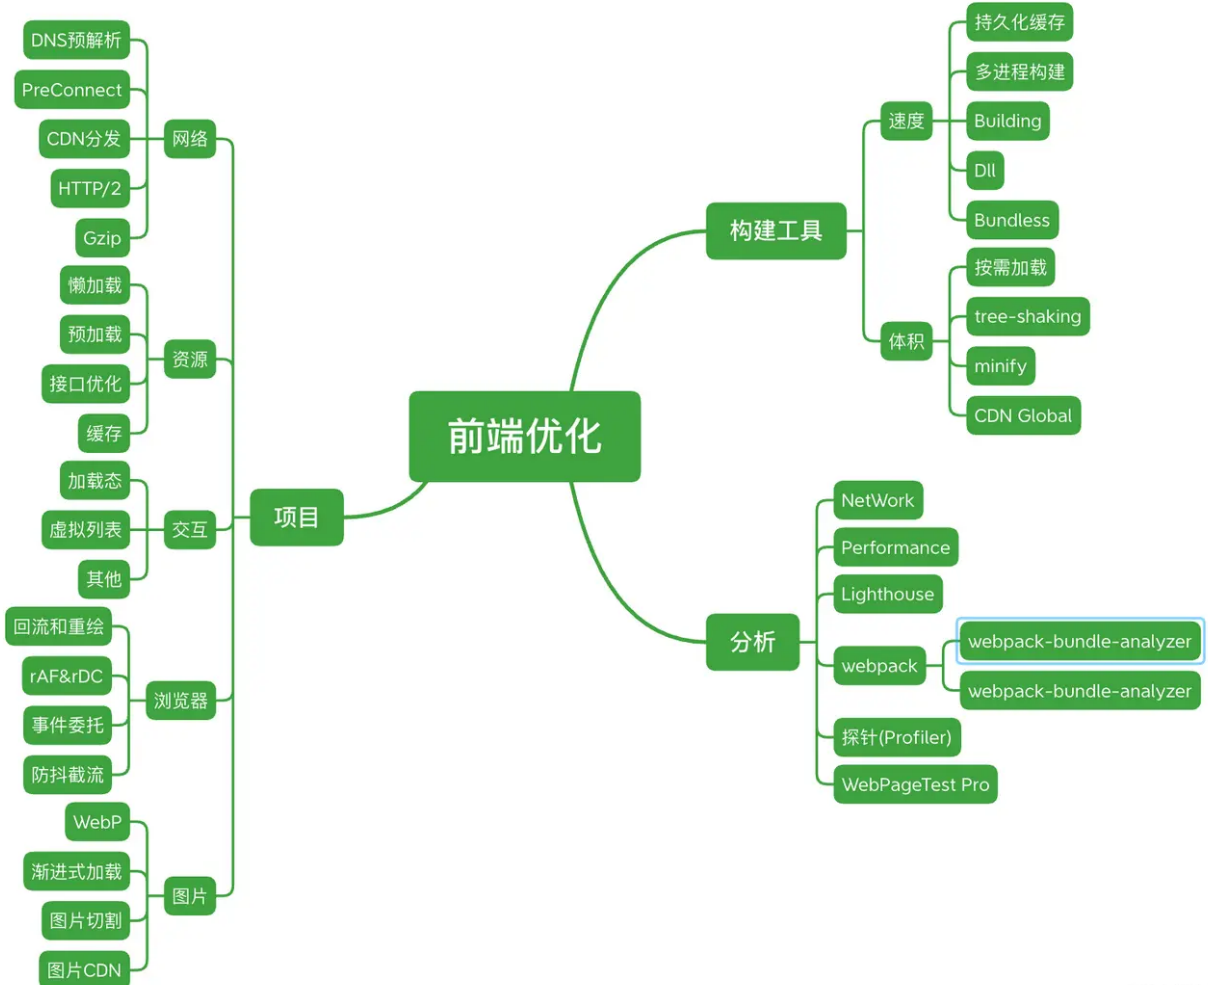 前端优化
构建工具
速度
持久化缓存
多进程构建
Building
Dll
Bundless
体积
按需加载
tree-shaking
minify
CDN Global
分析
NetWork
Performance
Lighthouse
webpack
webpack-bundle-analyzer
webpack-bundle-analyzer
探针(Profiler)
WebPageTest Pro
项目
网络
DNS预解析
PreConnect
CDN分发
HTTP/2
Gzip
资源
懒加载
预加载
接口优化
缓存
交互
加载态
虚拟列表
其他
浏览器
回流和重绘
rAF&rDC
事件委托
防抖截流
图片
WebP
渐进式加载
图片切割
图片CDN